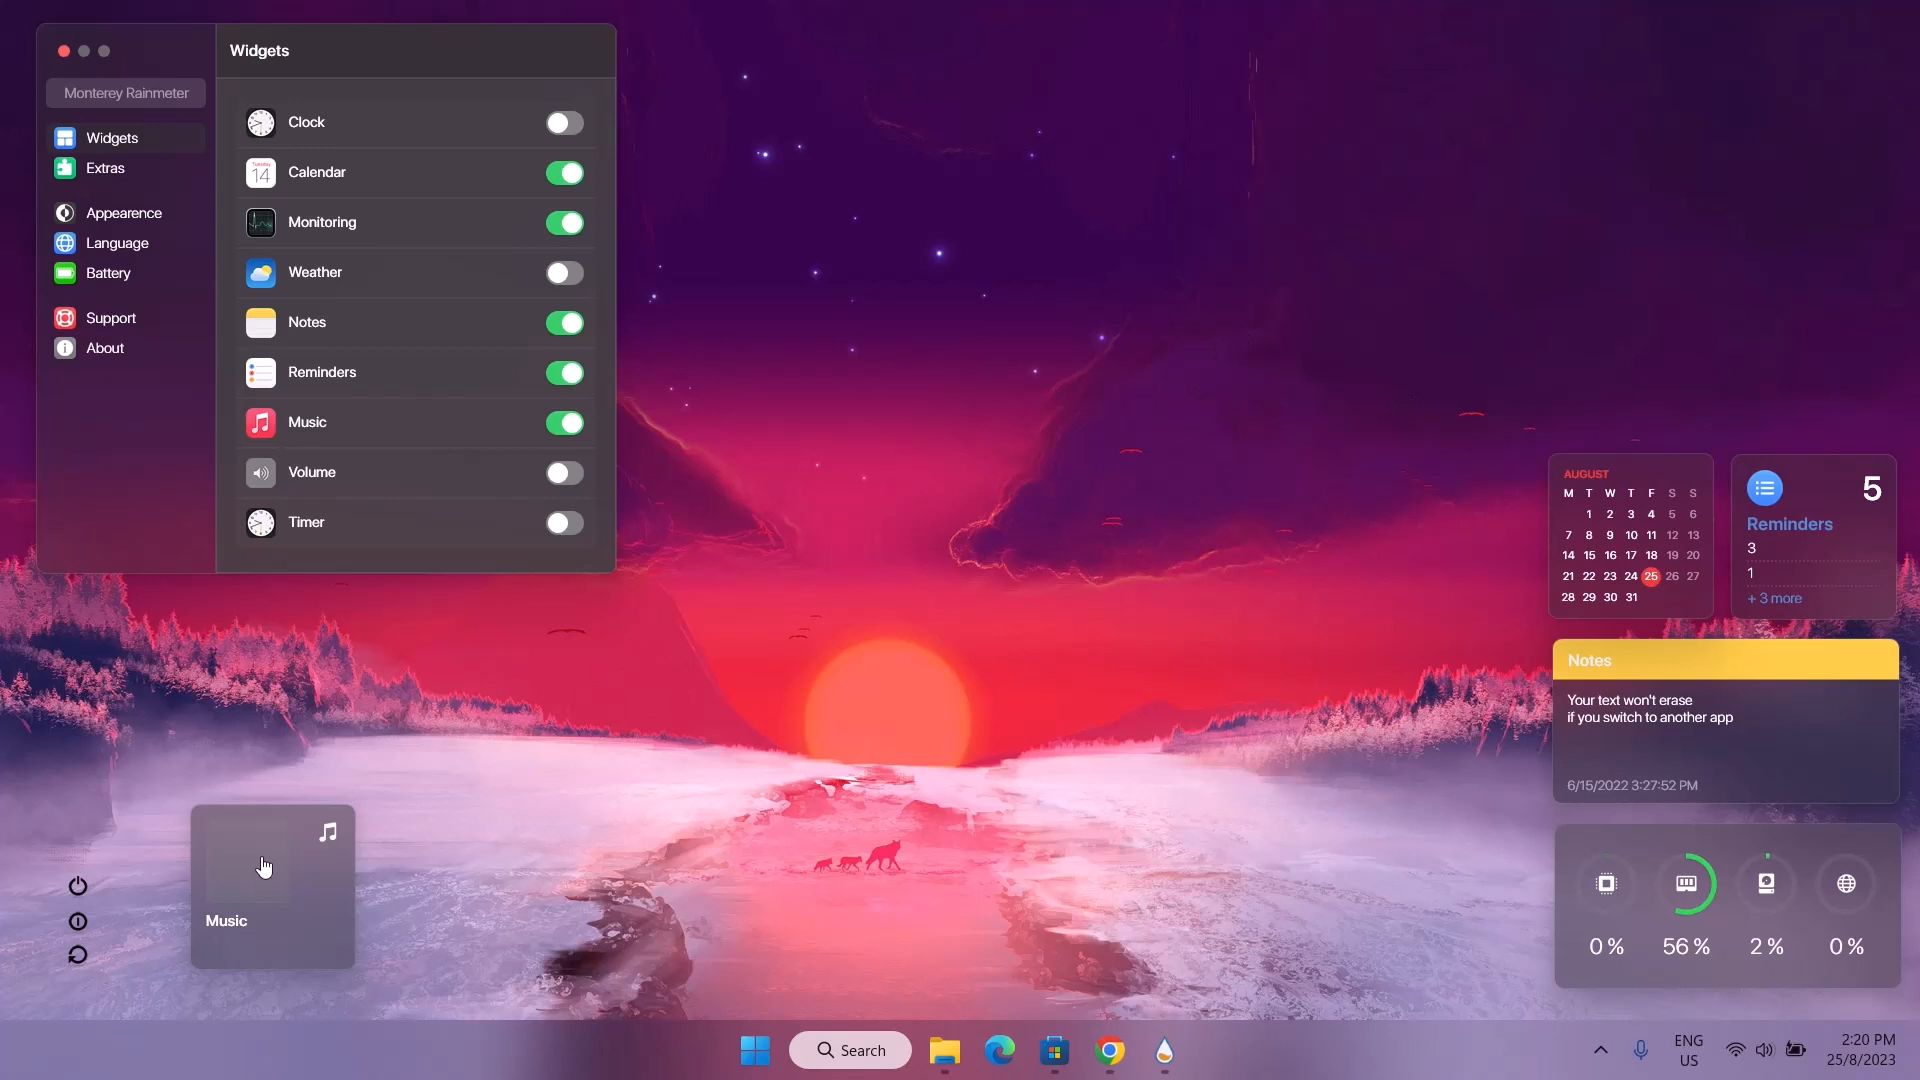 Widgets
Monterey Rainmeter
Widgets
Extras
Appearence
Language
Battery
Support
About
Clock
Tuesday
14
Calendar
Monitoring
Weather
Notes
Reminders
Music
Volume
Timer
AUGUST
M T W T F S S
1 2 3 4 5 6
7 8 9 10 11 12 13
14 15 16 17 18 19 20
21 22 23 24 25 26 27
28 29 30 31
5
Reminders
3
1
+ 3 more
Notes
Your text won't erase
if you switch to another app
6/15/2022 3:27:52 PM
0 % 56 % 2 % 0 %
Music
Search
ENG
US
2:20 PM
25/8/2023